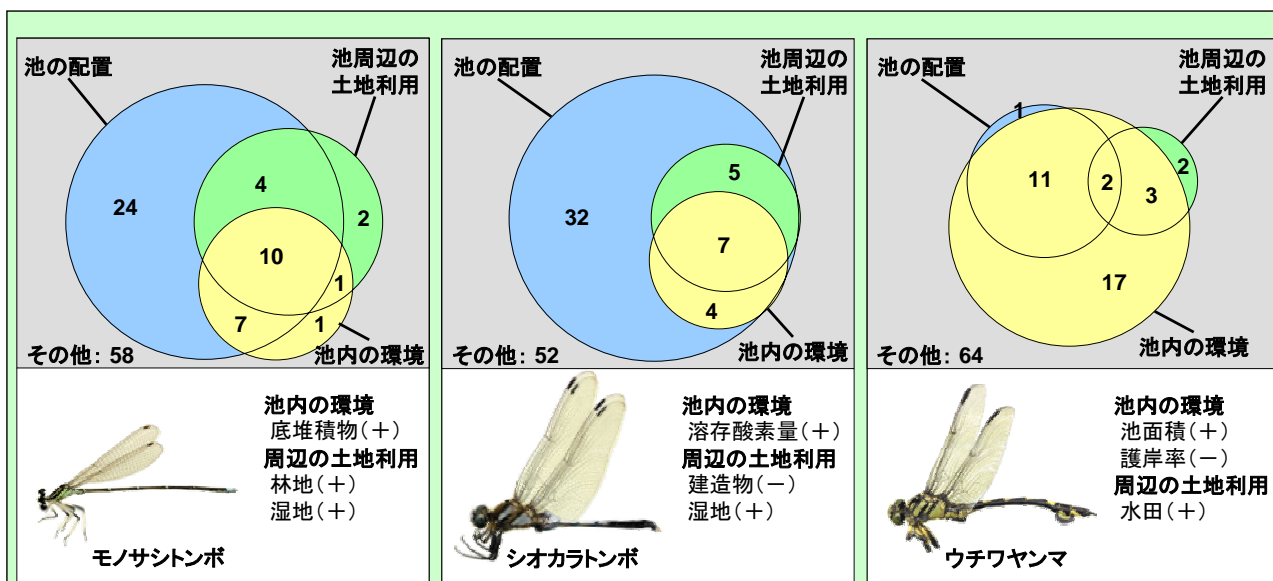 池の配置
池周辺の
土地利用
24
4
2
10
1
7
1
池内の環境
その他: 58
池内の環境
底堆積物(+)
周辺の土地利用
林地(+)
湿地(+)
モノサシトンボ
池の配置
池周辺の
土地利用
5
32
7
4
池内の環境
その他: 52
池内の環境
溶存酸素量(+)
周辺の土地利用
建造物(-)
湿地(+)
シオカラトンボ
池の配置
池周辺の
土地利用
1
2
11
2
3
17
池内の環境
その他: 64
池内の環境
池面積(+)
護岸率(-)
周辺の土地利用
水田(+)
ウチワヤンマ